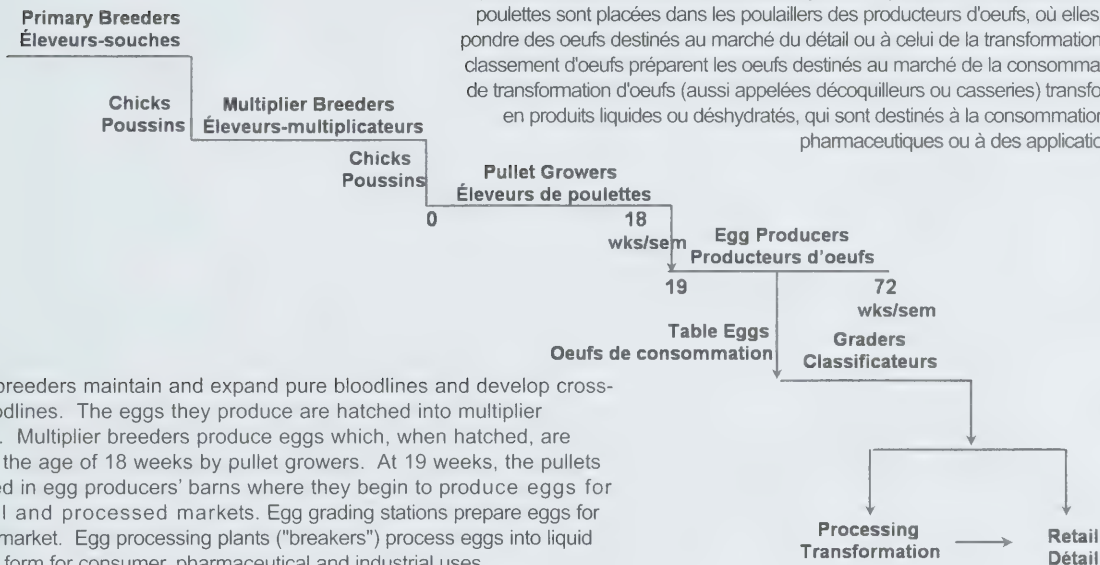 Primary Breeders
Éleveurs-souches
poulettes sont placées dans les poulaillers des producteurs d'oeufs, où elles
pondre des oeufs destinés au marché du détail ou à celui de la transformation
classement d'oeufs préparent les oeufs destinés au marché de la consomma
de transformation d'oeufs (aussi appelées décoquilleurs ou casseries) transfo
en produits liquides ou déshydratés, qui sont destinés à la consommation
pharmaceutiques ou à des applicatio
Chicks
Poussins
Multiplier Breeders
Éleveurs-multiplicateurs
Chicks
Poussins
Pullet Growers
Éleveurs de poulettes
0
18
wks/sem
Egg Producers
Producteurs d'oeufs
19
72
wks/sem
Table Eggs
Oeufs de consommation
Graders
Classificateurs
breeders maintain and expand pure bloodlines and develop cross-
odlines. The eggs they produce are hatched into multiplier
. Multiplier breeders produce eggs which, when hatched, are
the age of 18 weeks by pullet growers. At 19 weeks, the pullets
ed in egg producers' barns where they begin to produce eggs for
l and processed markets. Egg grading stations prepare eggs for
market. Egg processing plants ("breakers") process eggs into liquid
form for consumer, pharmaceutical and industrial uses
Processing
Transformation
Retail
Détail